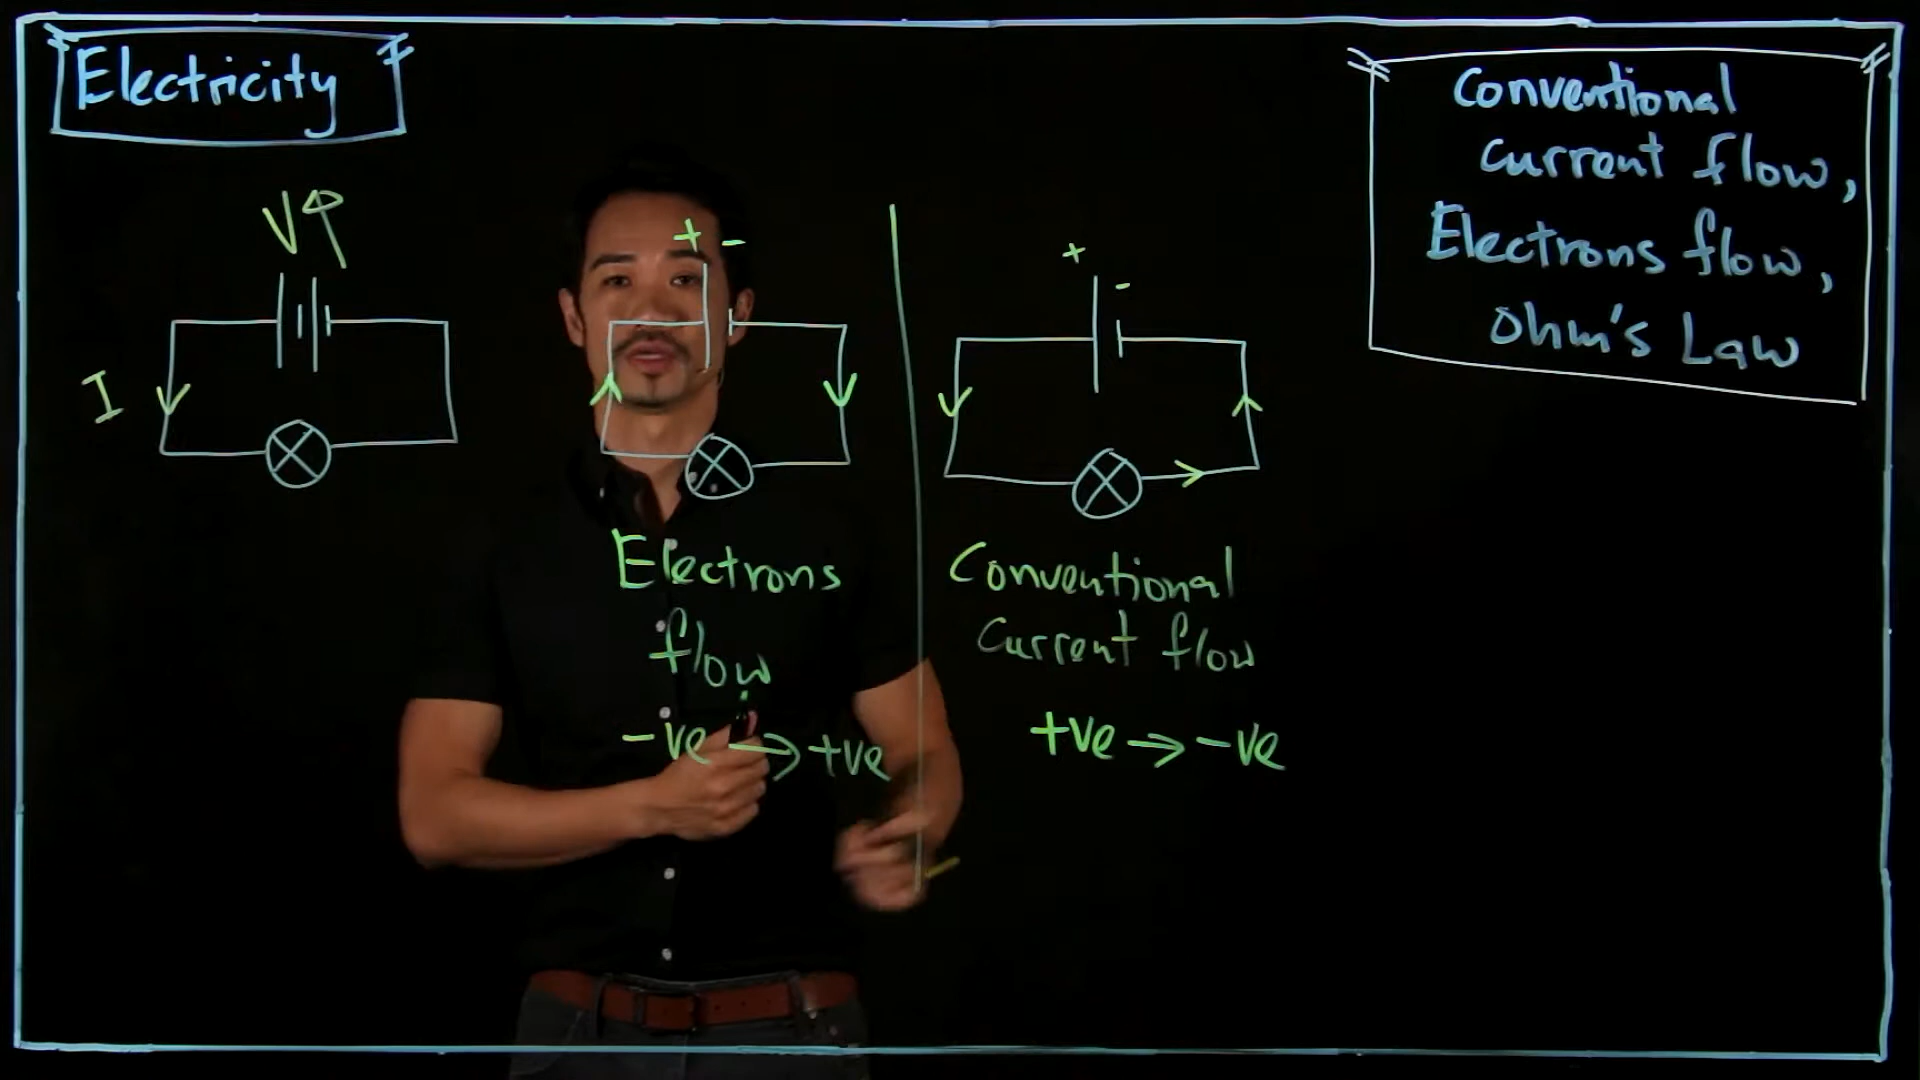 Electricity
Conventional
Current flow,
Electrons flow,
Ohm's Law
V↑
I
+ -
+ -
Electrons
flow
-ve → +ve
Conventional
Current flow
+ve → -ve